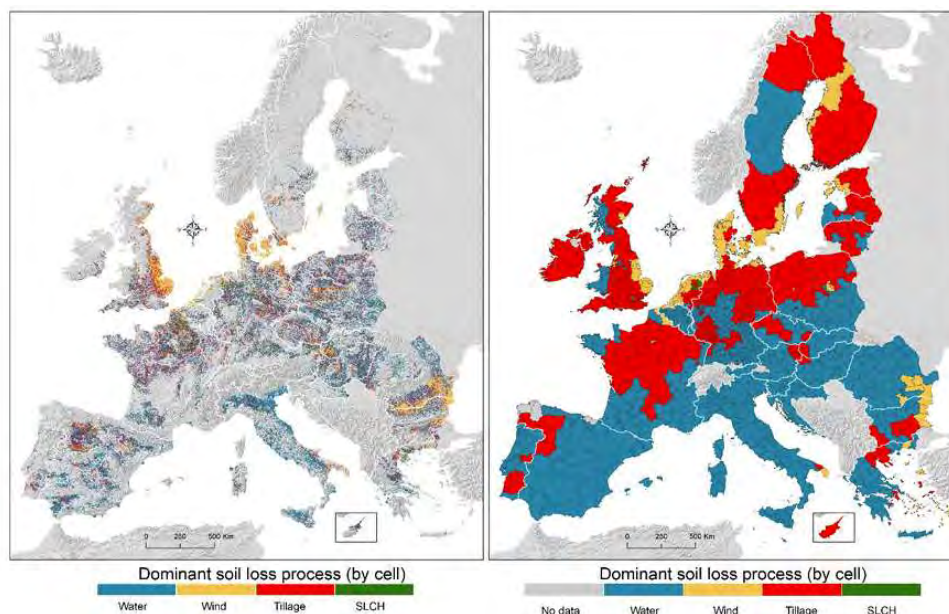 0 250 500 Km
0 250 500 Km
Dominant soil loss process (by cell)
Water Wind Tillage SLCH
Dominant soil loss process (by cell)
No data Water Wind Tillage SLCH